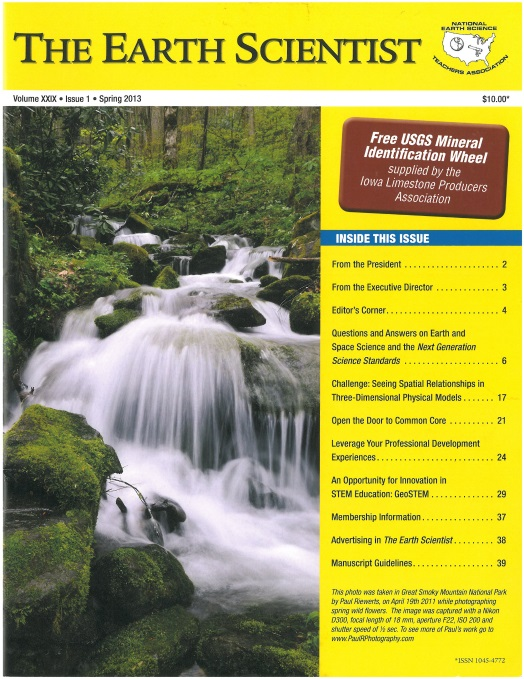 THE EARTH SCIENTIST
NATIONAL
EARTH SCIENCE
TEACHERS ASSOCIATION
Volume XXIX • Issue 1 • Spring 2013
$10.00*
Free USGS Mineral
Identification Wheel
supplied by the
Iowa Limestone Producers
Association
INSIDE THIS ISSUE
From the President . . . . . . . . . . . . . . . . . . . . . 2
From the Executive Director . . . . . . . . . . . . . . 3
Editor's Corner. . . . . . . . . . . . . . . . . . . . . . . . . 4
Questions and Answers on Earth and
Space Science and the Next Generation
Science Standards . . . . . . . . . . . . . . . . . . . . . 6
Challenge: Seeing Spatial Relationships in
Three-Dimensional Physical Models . . . . . . . 17
Open the Door to Common Core . . . . . . . . . . 21
Leverage Your Professional Development
Experiences. . . . . . . . . . . . . . . . . . . . . . . . . . 24
An Opportunity for Innovation in
STEM Education: GeoSTEM . . . . . . . . . . . . . . 29
Membership Information. . . . . . . . . . . . . . . . 37
Advertising in The Earth Scientist . . . . . . . . . 38
Manuscript Guidelines. . . . . . . . . . . . . . . . . . 39
This photo was taken in Great Smoky Mountain National Park
by Paul Riewerts, on April 19th 2011 while photographing
spring wild flowers. The image was captured with a Nikon
D300, focal length of 18 mm, aperture F22, ISO 200 and
shutter speed of ½ sec. To see more of Paul's work go to
www.PaulRPhotography.com
*ISSN 1045-4772